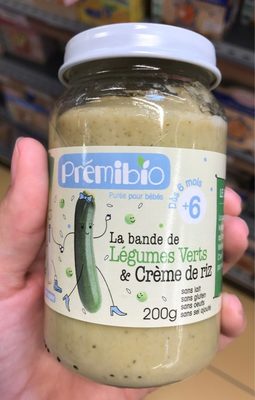 Prēmibio
Purée pour bébés
Dès 6 mois
+6
La bande de
Légumes Verts
& Crème de riz
sans lait
sans gluten
sans oeufs
sans sel ajouté
200g